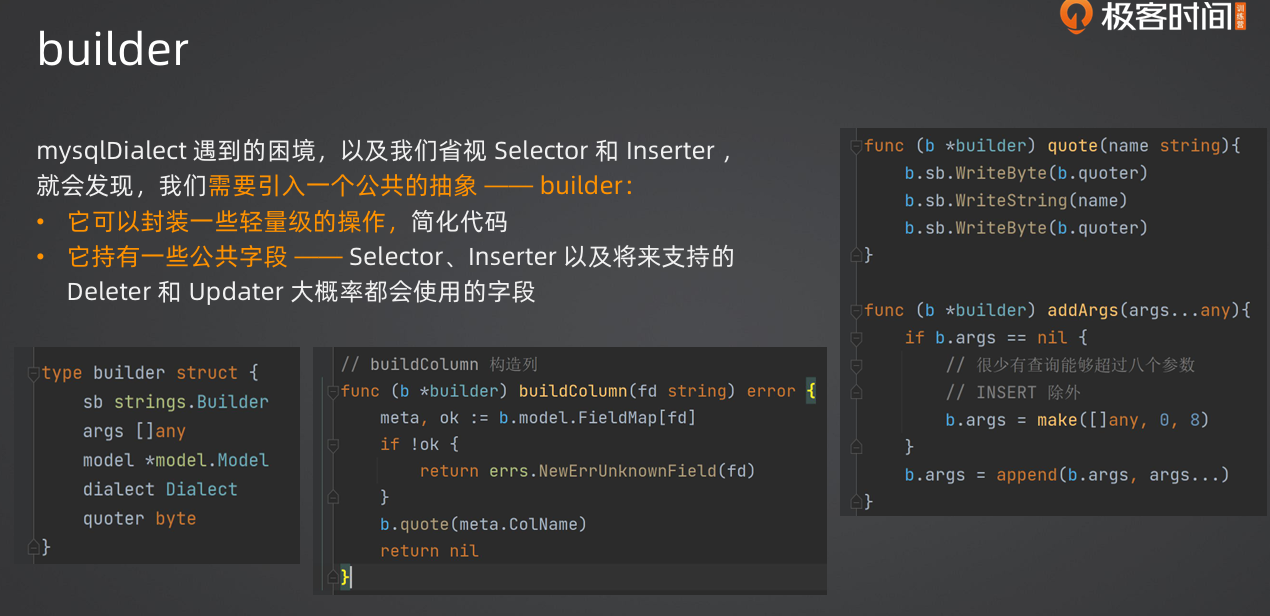 builder
极客时间
训练营
mysqlDialect 遇到的困境，以及我们省视 Selector 和 Inserter ，
就会发现，我们需要引入一个公共的抽象 —— builder：
• 它可以封装一些轻量级的操作，简化代码
• 它持有一些公共字段 —— Selector、Inserter 以及将来支持的
Deleter 和 Updater 大概率都会使用的字段
type builder struct {
sb strings.Builder
args []any
model *model.Model
dialect Dialect
quoter byte
}
// buildColumn 构造列
func (b *builder) buildColumn(fd string) error {
meta, ok := b.model.FieldMap[fd]
if !ok {
return errs.NewErrUnknownField(fd)
}
b.quote(meta.ColName)
return nil
}
func (b *builder) quote(name string){
b.sb.WriteByte(b.quoter)
b.sb.WriteString(name)
b.sb.WriteByte(b.quoter)
}
func (b *builder) addArgs(args...any){
if b.args == nil {
// 很少有查询能够超过八个参数
// INSERT 除外
b.args = make([]any, 0, 8)
}
b.args = append(b.args, args...)
}